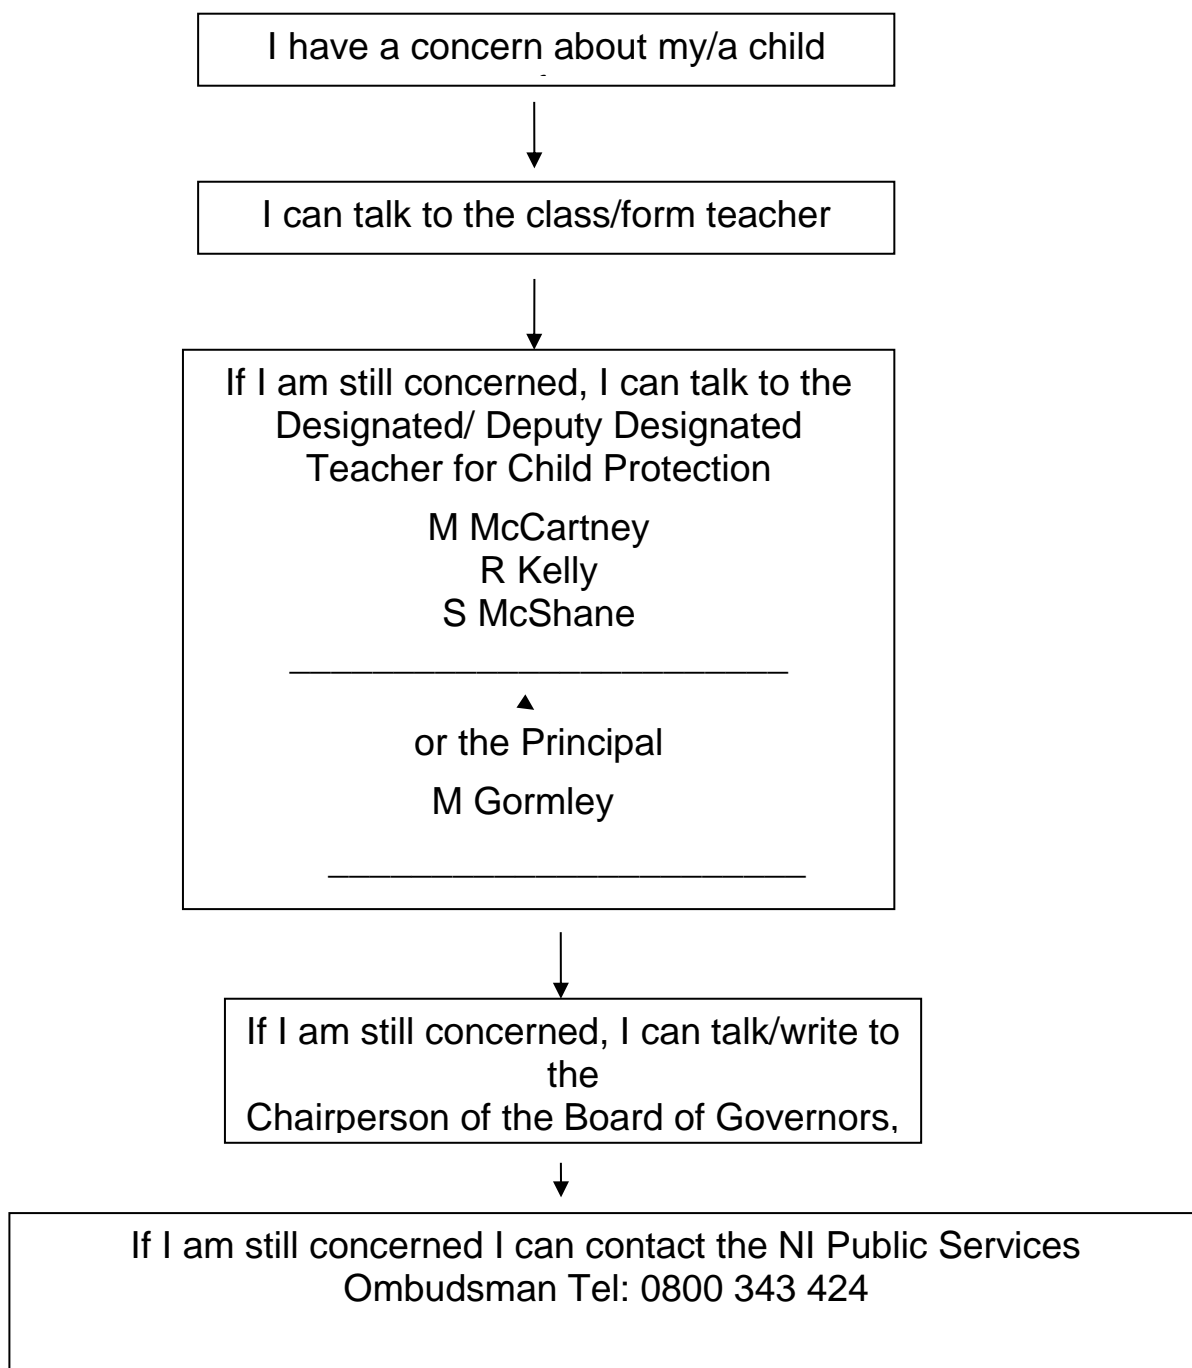 I have a concern about my/a child
I can talk to the class/form teacher
If I am still concerned, I can talk to the
Designated/ Deputy Designated
Teacher for Child Protection
M McCartney
R Kelly
S McShane
________________________
or the Principal
M Gormley
_______________________
If I am still concerned, I can talk/write to
the
Chairperson of the Board of Governors,
If I am still concerned I can contact the NI Public Services
Ombudsman Tel: 0800 343 424